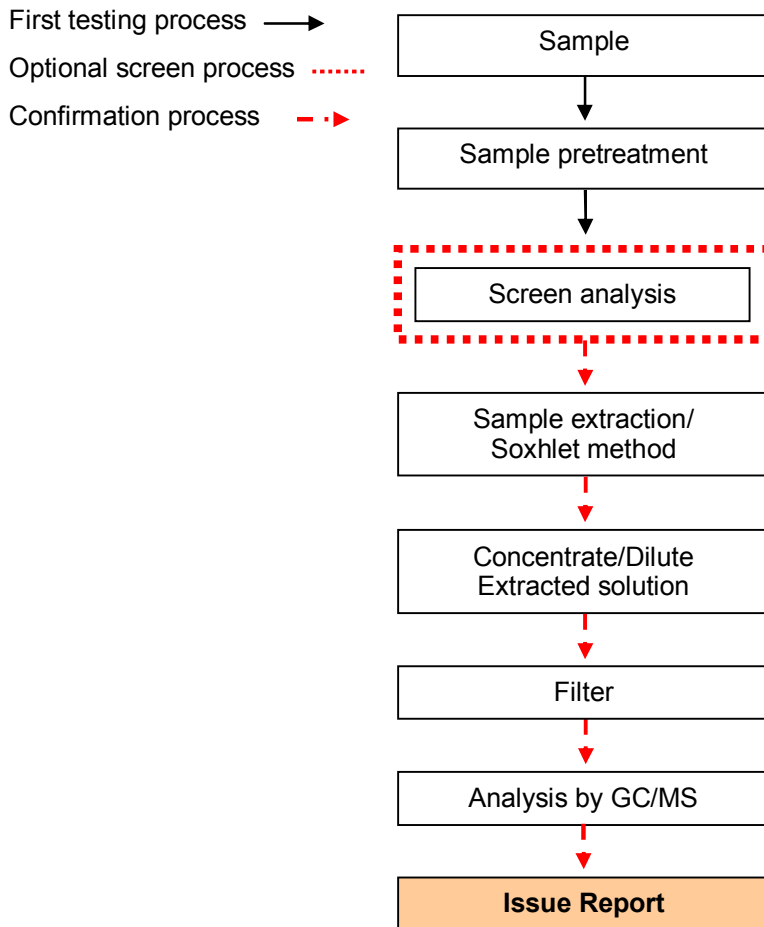 First testing process
Optional screen process
Confirmation process
Sample
Sample pretreatment
Screen analysis
Sample extraction/
Soxhlet method
Concentrate/Dilute
Extracted solution
Filter
Analysis by GC/MS
Issue Report